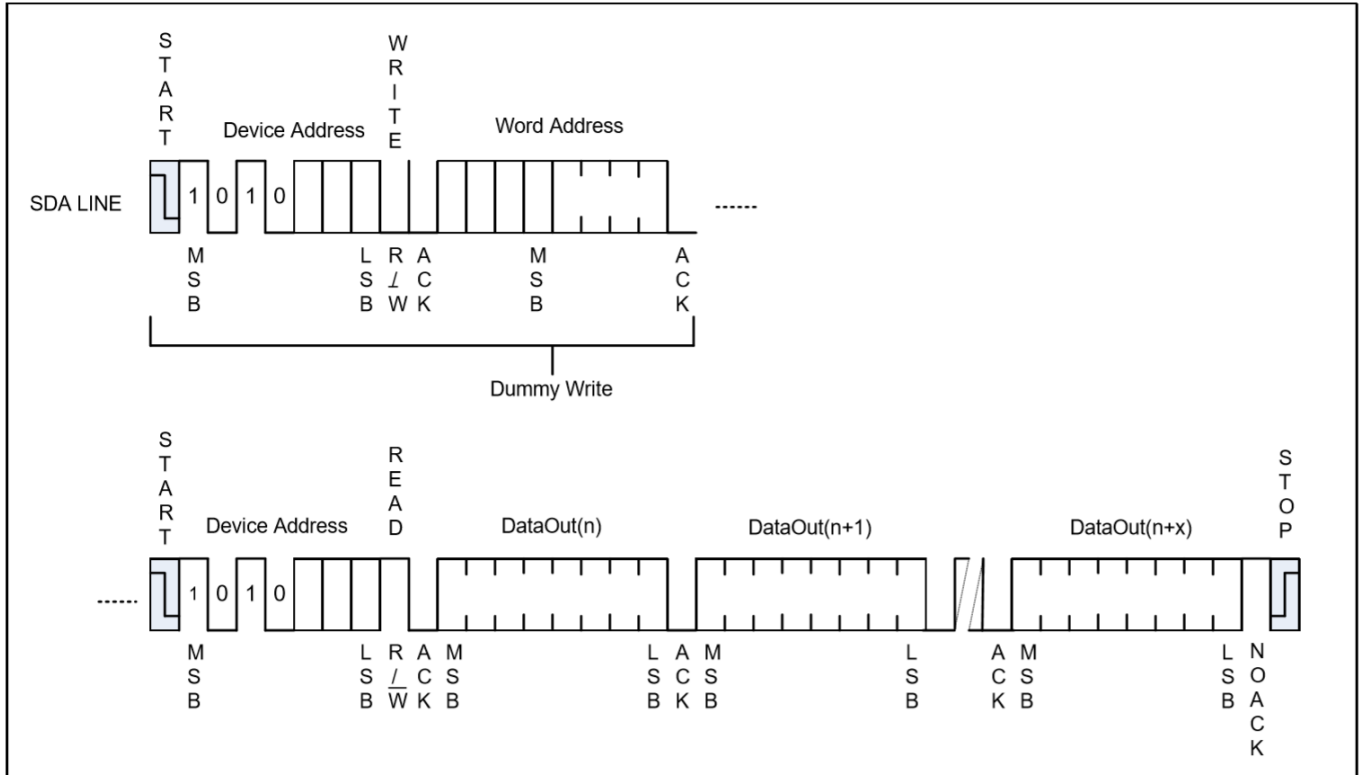 START
WRITE
Device Address
Word Address
SDA LINE
1 0 1 0
......
MSB
LSB
R/W
ACK
MSB
ACK
Dummy Write
START
READ
STOP
Device Address
DataOut(n)
DataOut(n+1)
DataOut(n+x)
......
1 0 1 0
MSB
LSB
R/W
ACK
MSB
LSB
ACK
MSB
LSB
ACK
MSB
LSB
NOACK